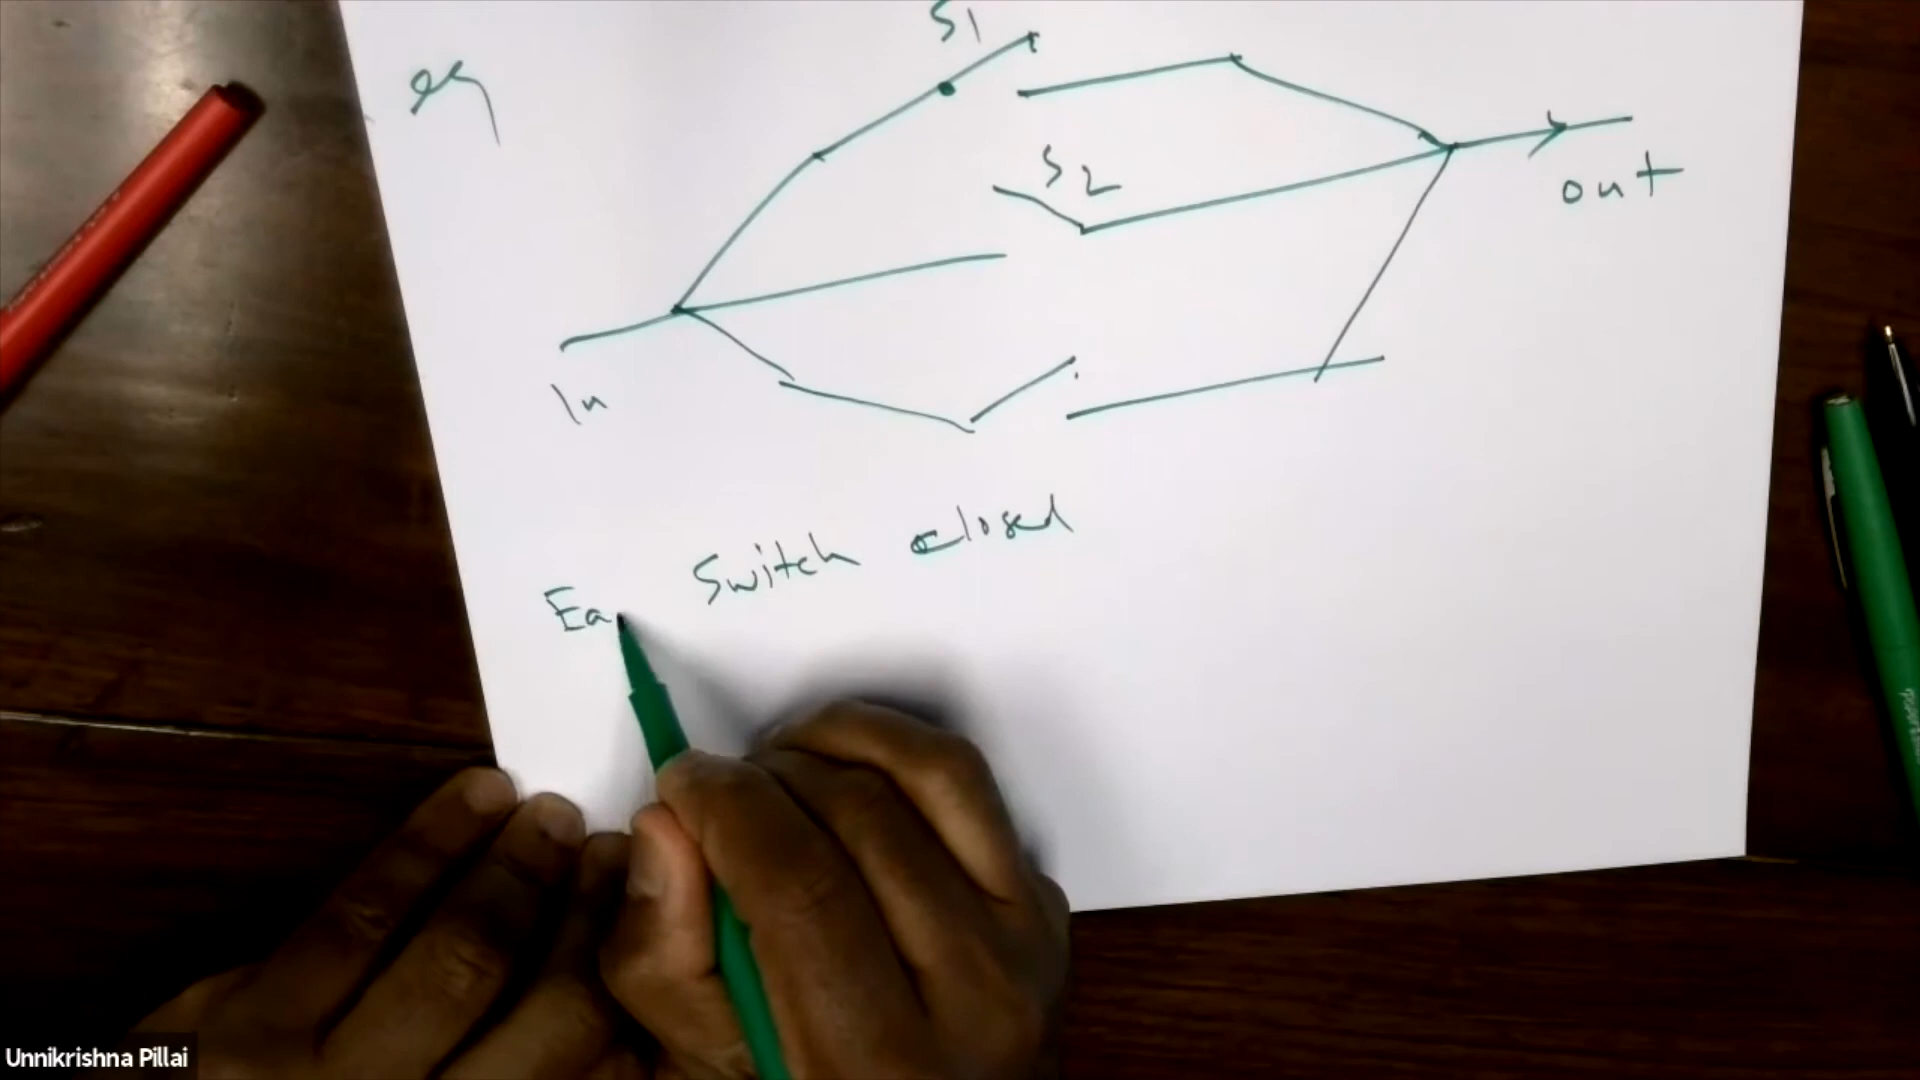 eg
S1
S2
out
In
Switch closed
Ea
Unnikrishna Pillai